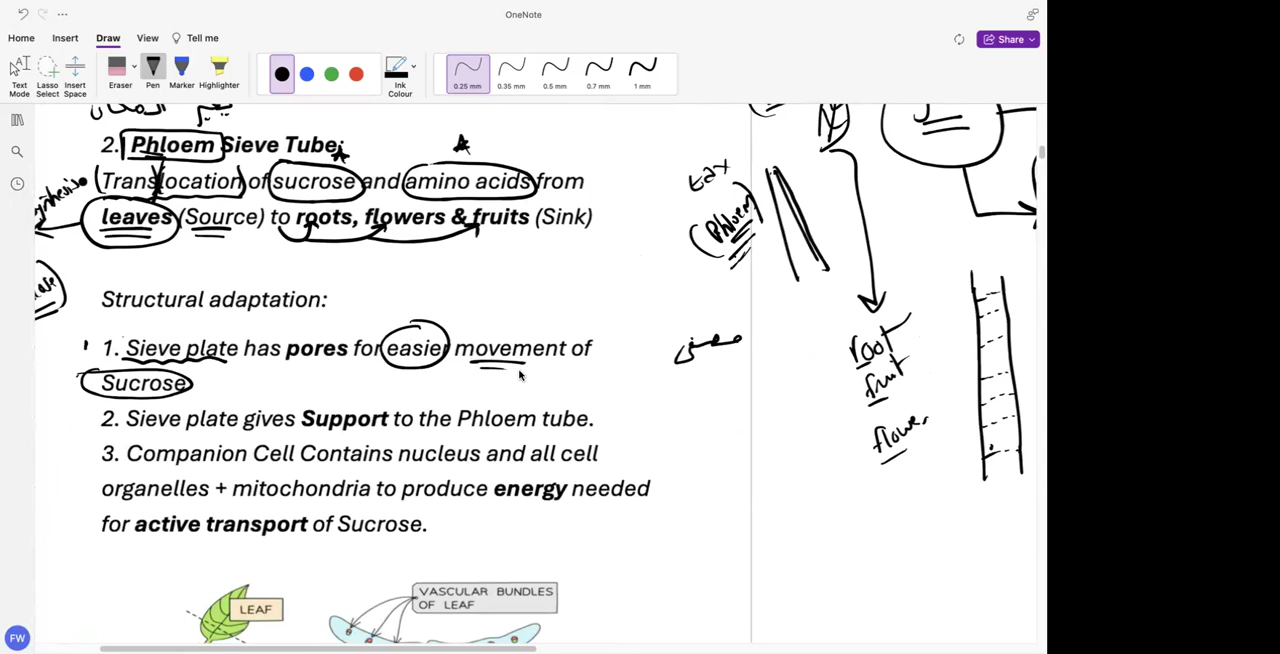 OneNote
Home Insert Draw View Tell me
Share
Text Mode
Lasso Select
Insert Space
Eraser
Pen
Marker
Highlighter
Ink Colour
0.25 mm
0.35 mm
0.5 mm
0.7 mm
1 mm
2. Phloem Sieve Tube:
Translocation of sucrose and amino acids from
leaves (Source) to roots, flowers & fruits (Sink)
Structural adaptation:
1. Sieve plate has pores for easier movement of
Sucrose
2. Sieve plate gives Support to the Phloem tube.
3. Companion Cell Contains nucleus and all cell
organelles + mitochondria to produce energy needed
for active transport of Sucrose.
(Phloem)
root
fruit
flower
LEAF
VASCULAR BUNDLES
OF LEAF
FW